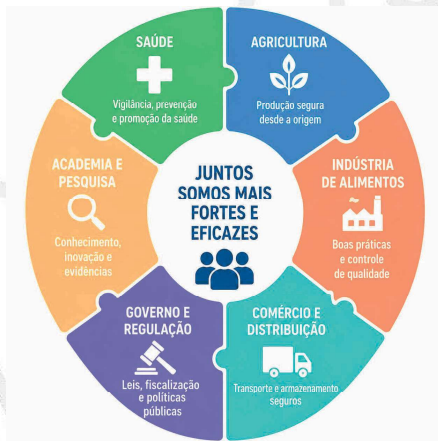 SAÚDE
Vigilância, prevenção
e promoção da saúde
AGRICULTURA
Produção segura
desde a origem
INDÚSTRIA
DE ALIMENTOS
Boas práticas
e controle
de qualidade
COMÉRCIO E
DISTRIBUIÇÃO
Transporte e armazenamento
seguros
GOVERNO E
REGULAÇÃO
Leis, fiscalização
e políticas
públicas
ACADEMIA E
PESQUISA
Conhecimento,
inovação e
evidências
JUNTOS
SOMOS MAIS
FORTES E
EFICAZES